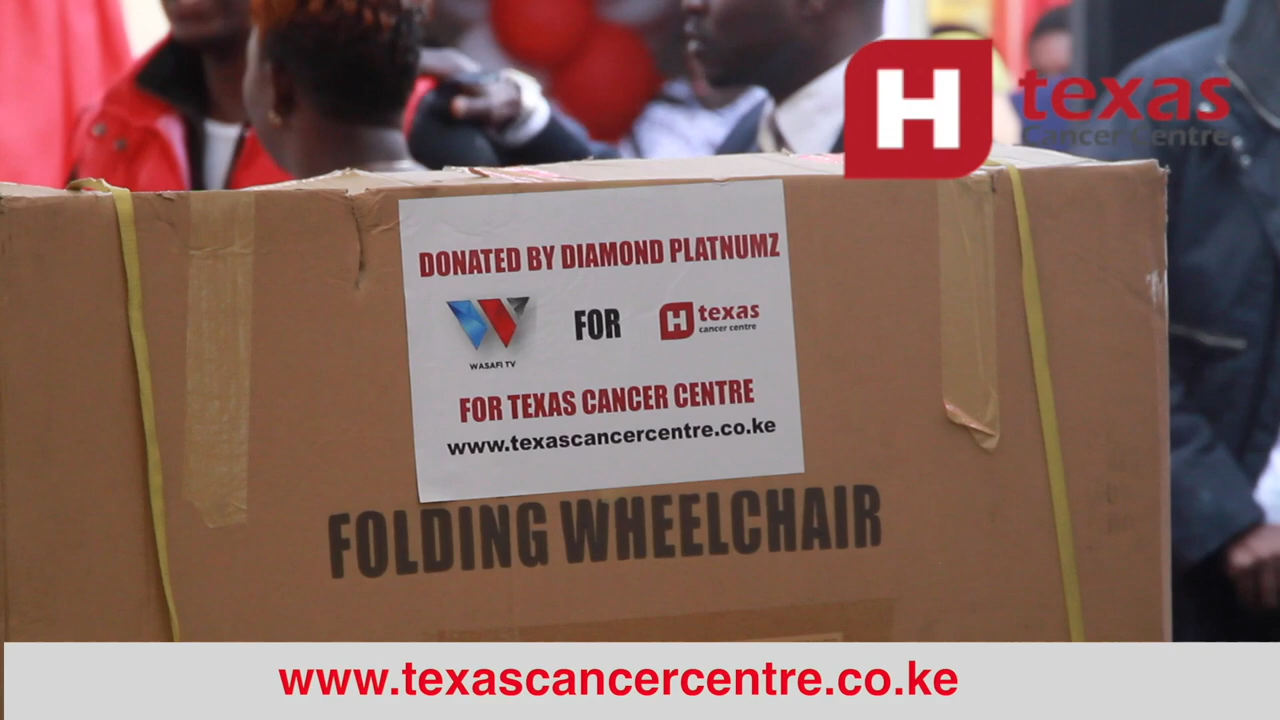 H texas
Cancer Centre
DONATED BY DIAMOND PLATNUMZ
WASAFI TV
FOR
H texas
cancer centre
FOR TEXAS CANCER CENTRE
www.texascancercentre.co.ke
FOLDING WHEELCHAIR
www.texascancercentre.co.ke